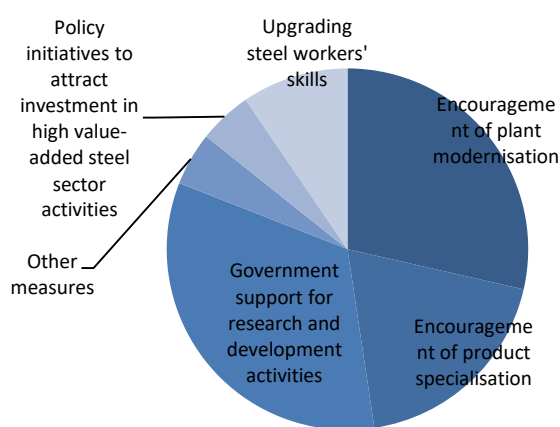 Policy
initiatives to
attract
investment in
high value-
added steel
sector
activities
Upgrading
steel workers'
skills
Encourageme
nt of plant
modernisation
Other
measures
Government
support for
research and
development
activities
Encourageme
nt of product
specialisation